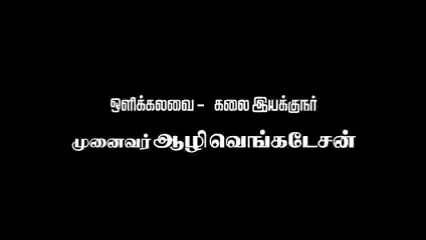 ஒளிக்கலவை - கலை இயக்குநர்
முனைவர் ஆழி வெங்கடேசன்